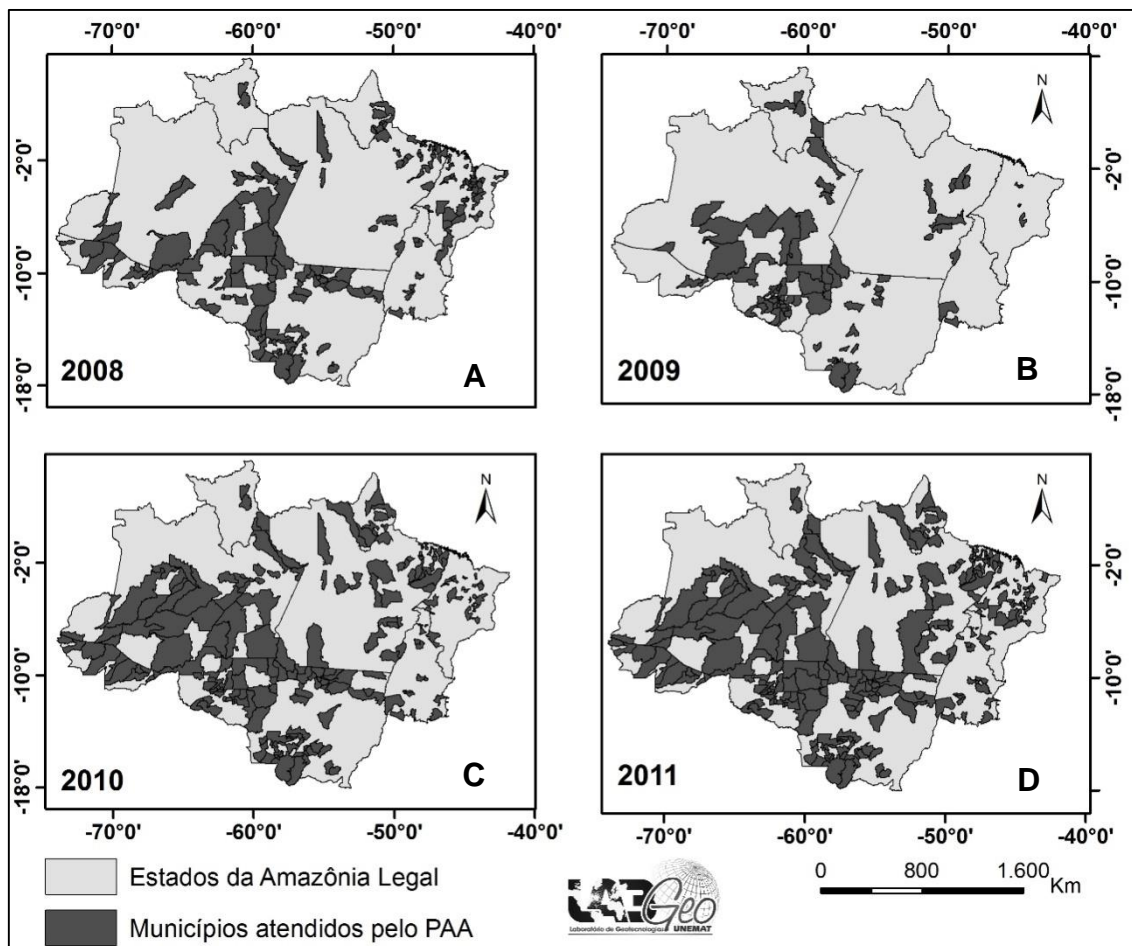 -70°0' -60°0' -50°0' -40°0' -70°0' -60°0' -50°0' -40°0'
-2°0'
-10°0'
-18°0'
2008
A
N
-2°0'
-10°0'
-18°0'
2009
B
N
-2°0'
-10°0'
-18°0'
2010
C
N
-2°0'
-10°0'
2011
D
-70°0' -60°0' -50°0' -40°0' -70°0' -60°0' -50°0' -40°0'
Estados da Amazônia Legal
Municípios atendidos pelo PAA
Geo
Laboratório de Geotecnologias UNEMAT
0 800 1.600
Km